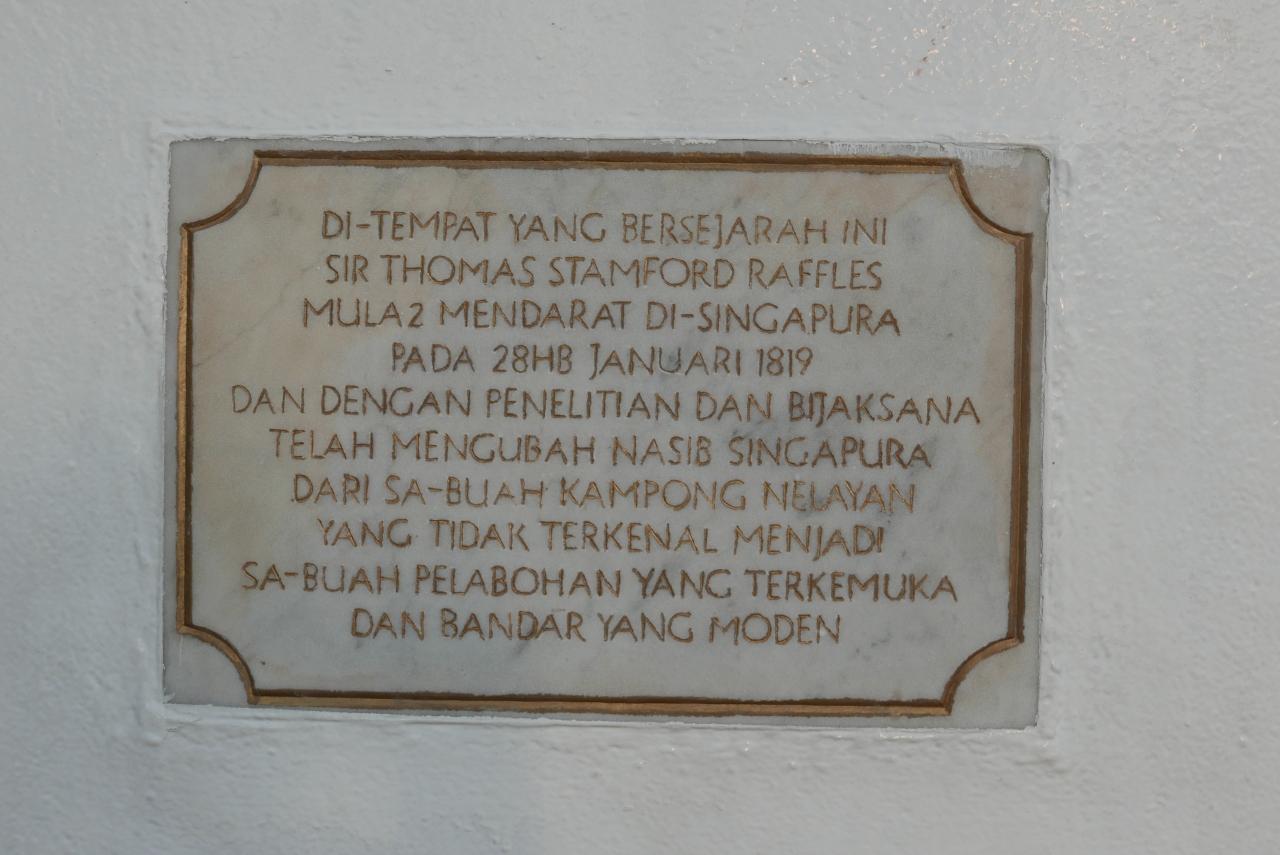 DI-TEMPAT YANG BERSEJARAH INI
SIR THOMAS STAMFORD RAFFLES
MULA2 MENDARAT DI-SINGAPURA
PADA 28HB JANUARI 1819
DAN DENGAN PENELITIAN DAN BIJAKSANA
TELAH MENGUBAH NASIB SINGAPURA
DARI SA-BUAH KAMPONG NELAYAN
YANG TIDAK TERKENAL MENJADI
SA-BUAH PELABOHAN YANG TERKEMUKA
DAN BANDAR YANG MODEN